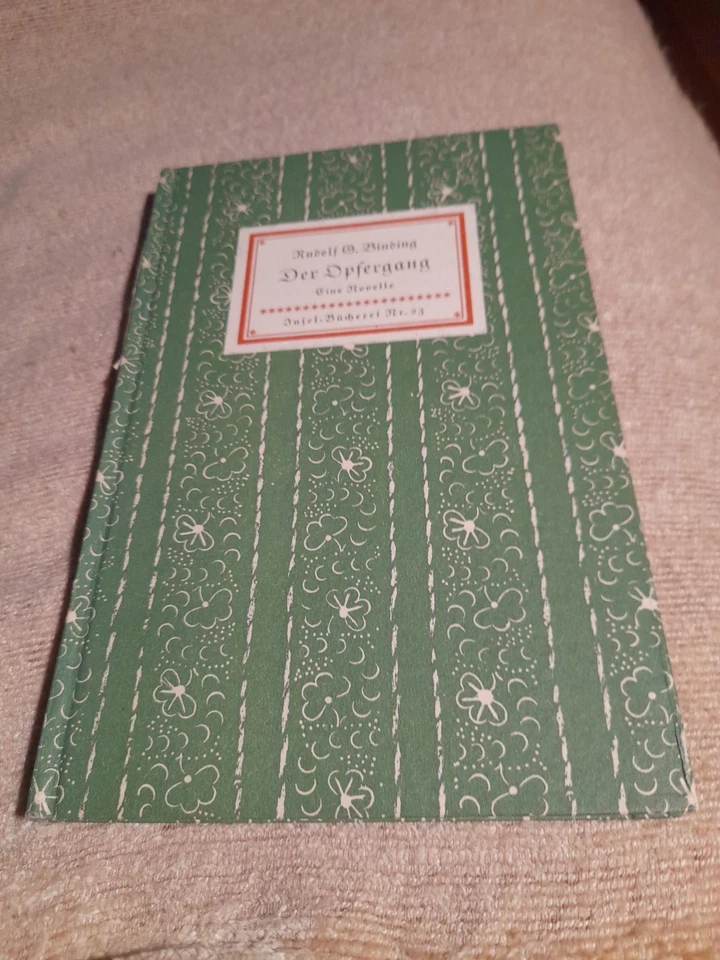 Rudolf G. Binding
Der Opfergang
Eine Novelle
Insel-Bücherei Nr. 23